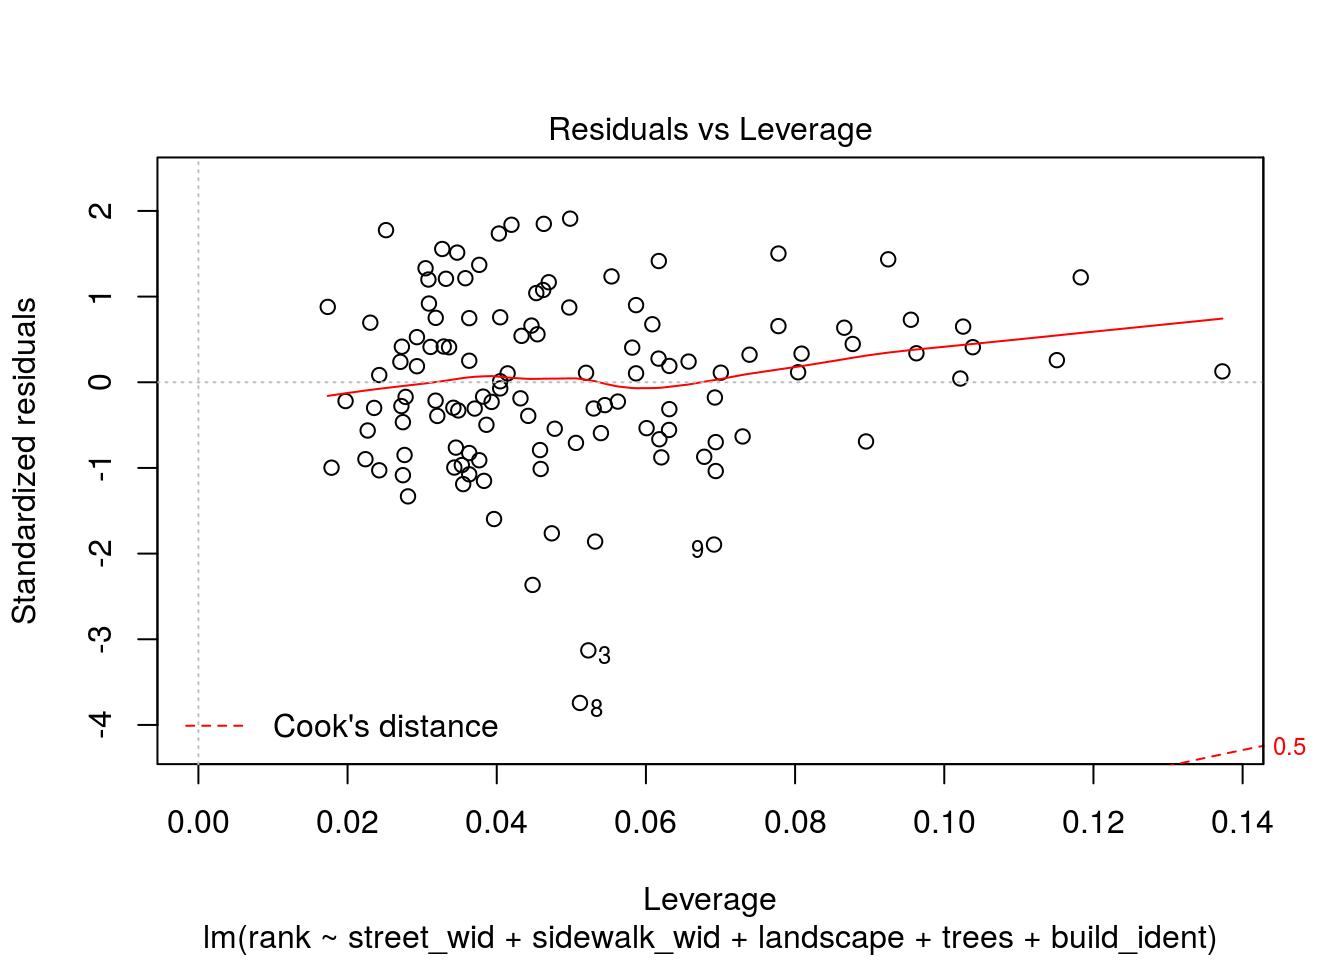 Residuals vs Leverage
Standardized residuals
2
1
0
-1
-2
-3
-4
9
3
8
Cook's distance
0.5
0.00 0.02 0.04 0.06 0.08 0.10 0.12 0.14
Leverage
lm(rank ~ street_wid + sidewalk_wid + landscape + trees + build_ident)